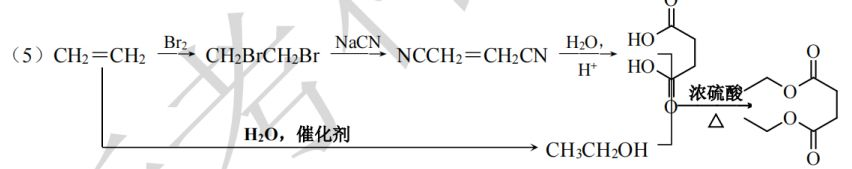 （5）CH₂=CH₂ Br₂ CH₂BrCH₂Br NaCN NCCH₂=CH₂CN H₂O， H⁺ HO O HO O
浓硫酸 △ O O O O
H₂O，催化剂 CH₃CH₂OH